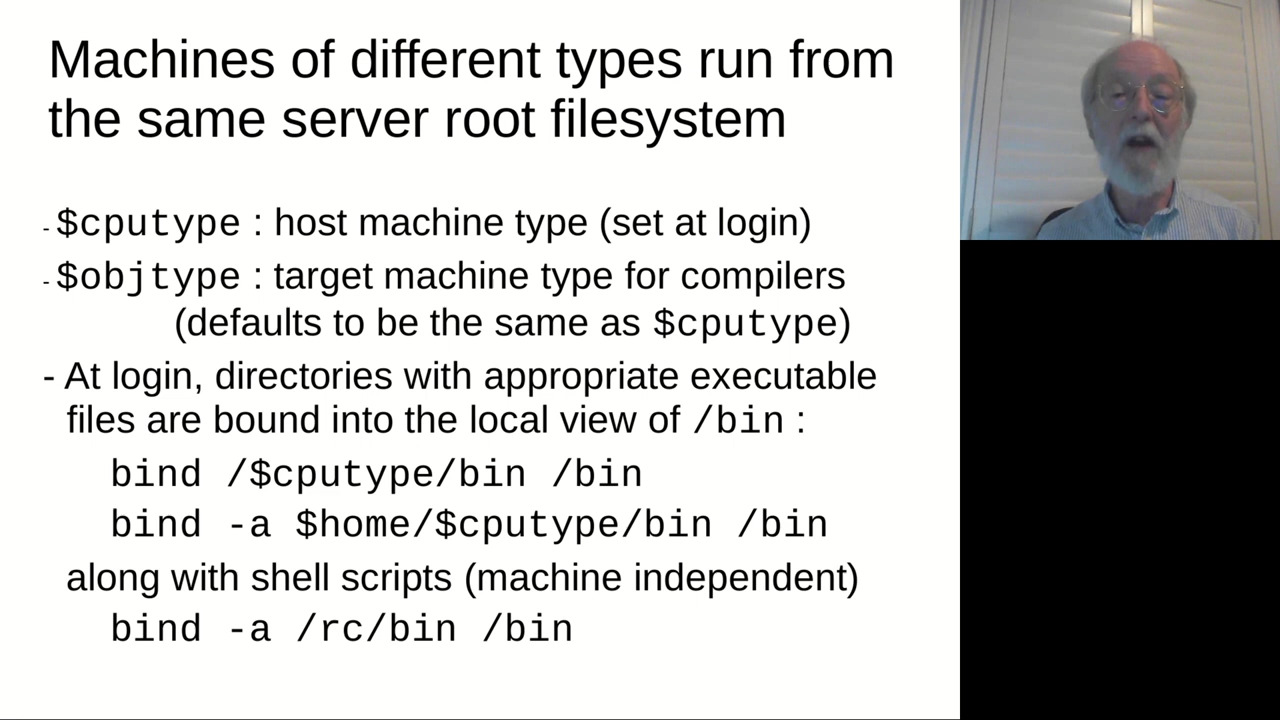 Machines of different types run from
the same server root filesystem
- $cputype : host machine type (set at login)
- $objtype : target machine type for compilers
(defaults to be the same as $cputype)
- At login, directories with appropriate executable
files are bound into the local view of /bin :
bind /$cputype/bin /bin
bind -a $home/$cputype/bin /bin
along with shell scripts (machine independent)
bind -a /rc/bin /bin